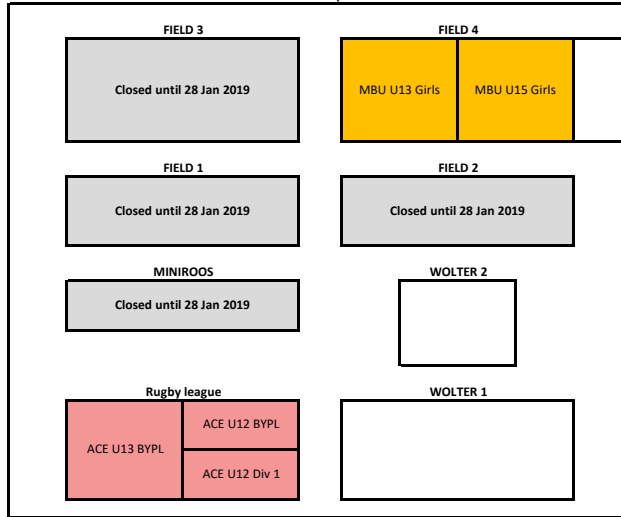 FIELD 3
FIELD 4
Closed until 28 Jan 2019
MBU U13 Girls
MBU U15 Girls
FIELD 1
FIELD 2
Closed until 28 Jan 2019
Closed until 28 Jan 2019
MINIROOS
WOLTER 2
Closed until 28 Jan 2019
Rugby league
WOLTER 1
ACE U13 BYPL
ACE U12 BYPL
ACE U12 Div 1